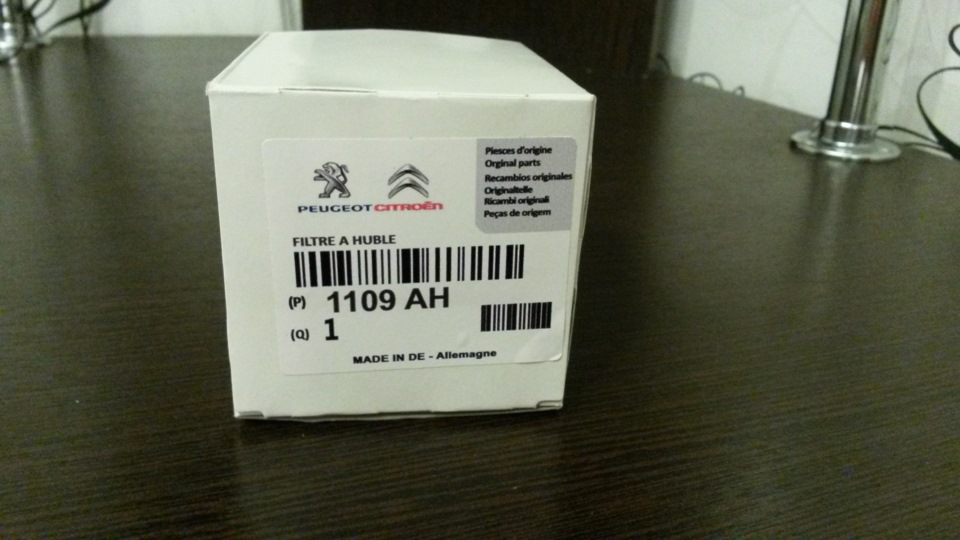 PEUGEOT CITROËN
Piesces d'origine
Orginal parts
Recambios originales
Originaltelle
Ricambi originali
Peças de origem
FILTRE A HUBLE
(P) 1109 AH
(Q) 1
MADE IN DE - Allemagne